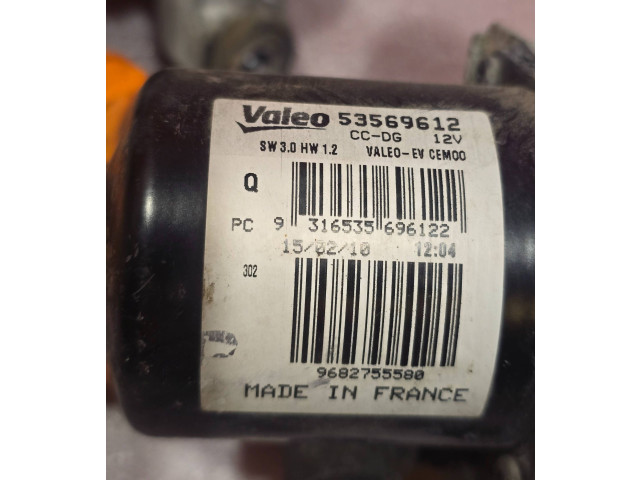 Valeo 53569612
CC-DG 12V
SW 3.0 HW 1.2 VALEO-EV CEM00
Q
PC 9 316535 696122
15/02/10 12:04
302
9682755580
MADE IN FRANCE